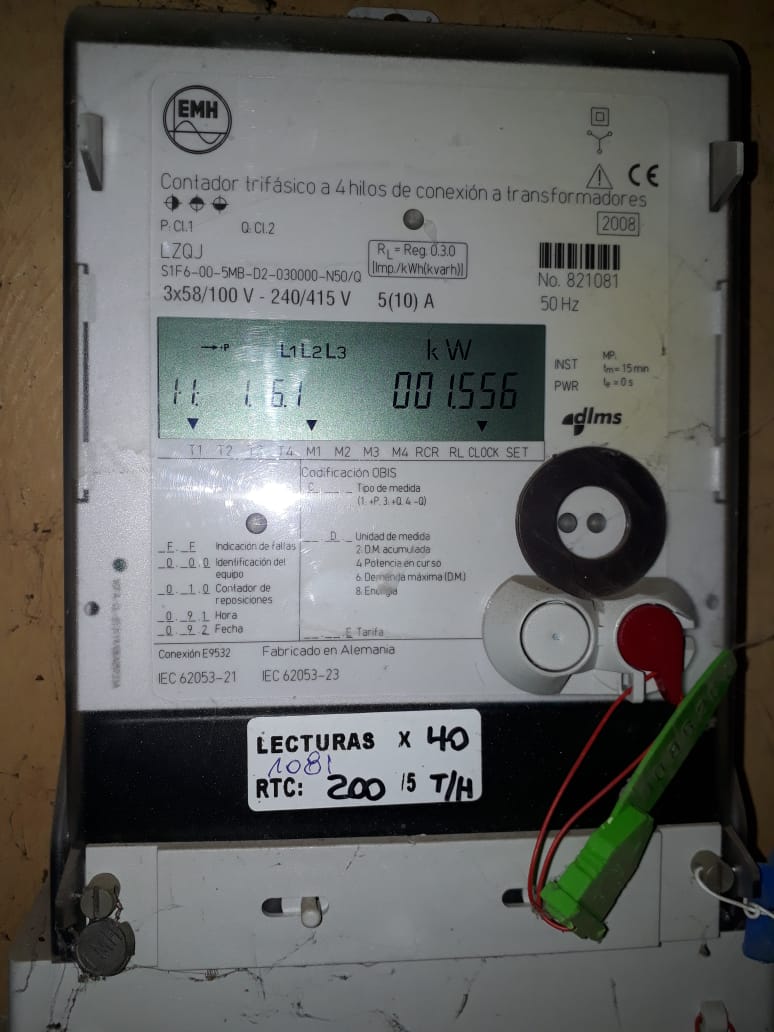 EMH
CE
Contador trifásico a 4 hilos de conexión a transformadores
P: Cl.1 Q: Cl.2
2008
LZQJ
RL = Reg. 0.3.0
[Imp./kWh(kvarh)]
S1F6-00-5MB-D2-030000-N50/Q
No. 821081
3x58/100 V - 240/415 V 5(10) A
50 Hz
→+P L1L2L3 kW
1.6.1 001.556
INST
PWR
MP:
tm = 15 min
te = 0 s
dlms
T1 T2 T3 T4 M1 M2 M3 M4 RCR RL CLOCK SET
Codificación OBIS
C Tipo de medida
(1: +P, 3: +Q, 4: -Q)
D Unidad de medida
2: D.M. acumulada
4: Potencia en curso
6: Demanda máxima (D.M.)
8: Energía
E Tarifa
F. F Indicación de fallas
0. 0. 0 Identificación del
equipo
0. 1. 0 Contador de
reposiciones
0. 9. 1 Hora
0. 9. 2 Fecha
Conexión E9532 Fabricado en Alemania
IEC 62053-21 IEC 62053-23
LECTURAS X 40
1081
RTC: 200 /5 T/H
EMH